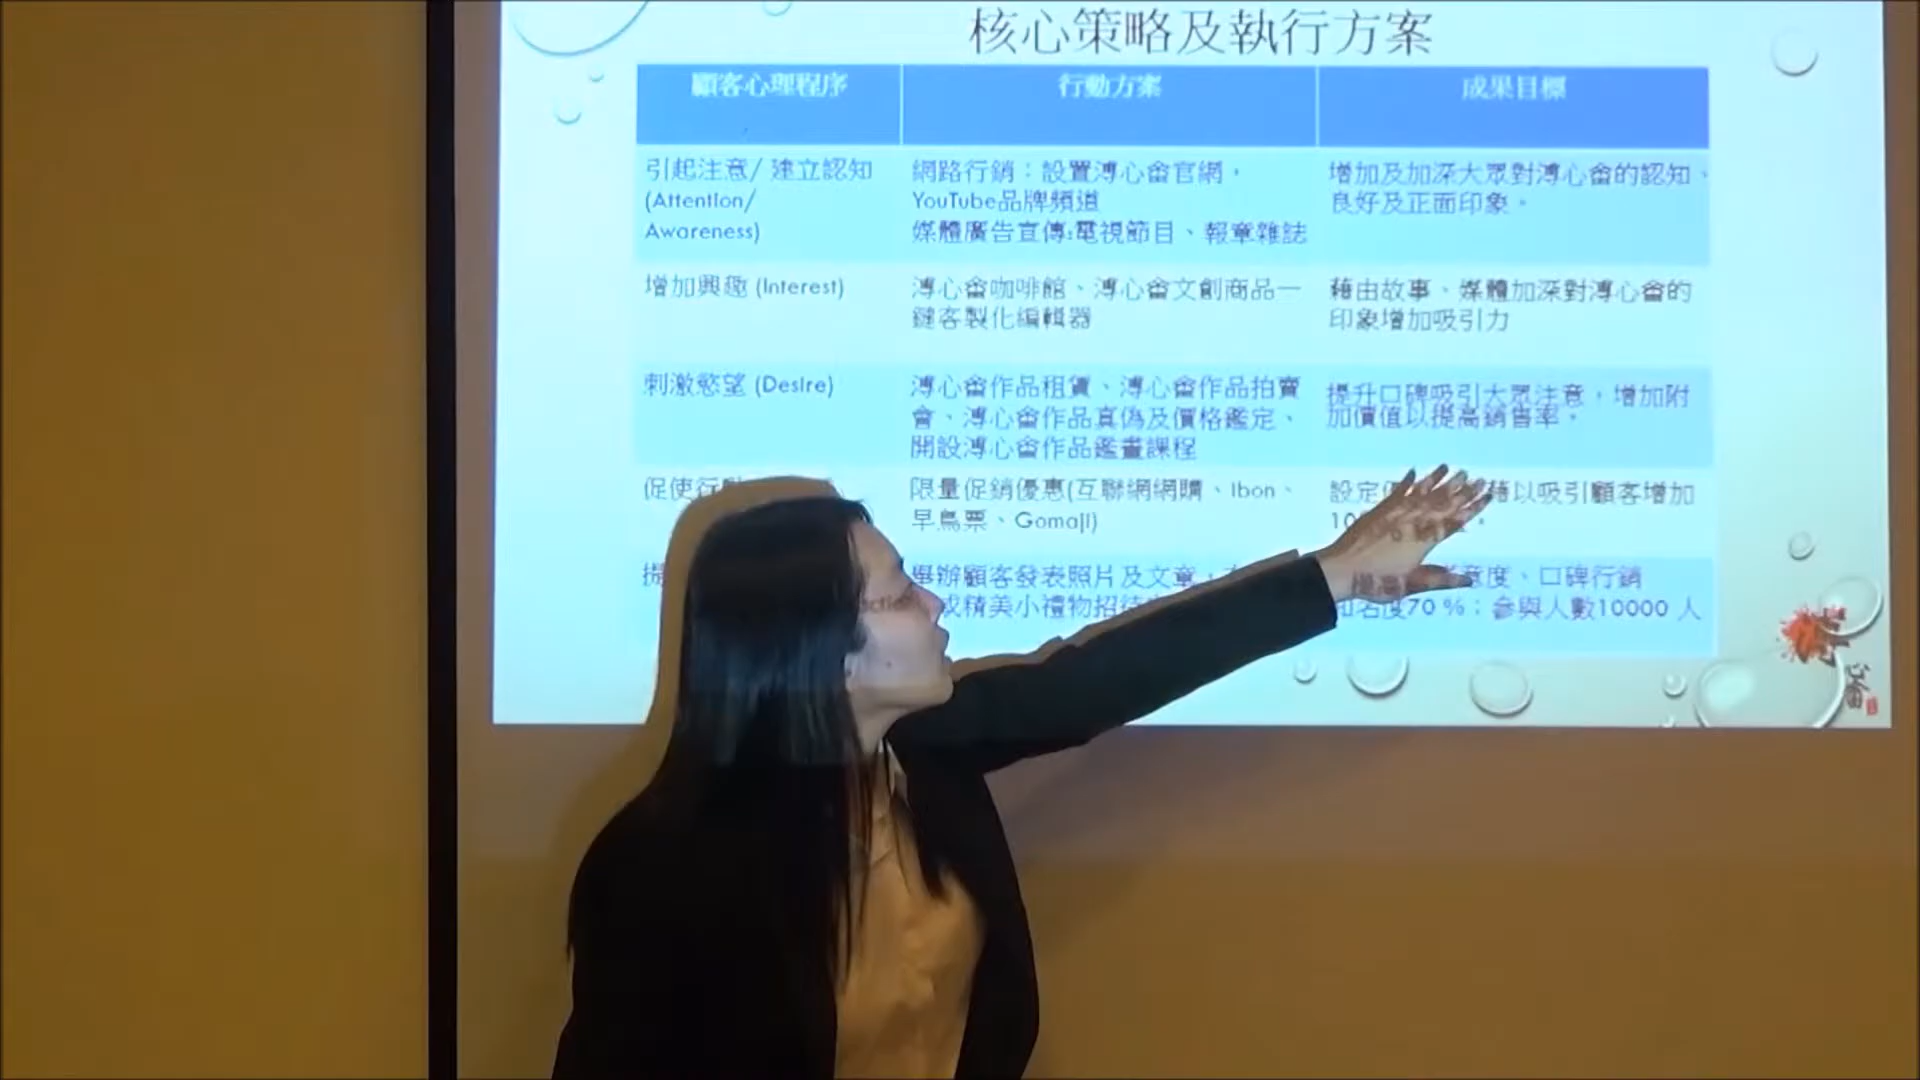 核心策略及執行方案
顧客心理程序
行動方案
成果目標
引起注意/ 建立認知
(Attention/
Awareness)
網路行銷：設置溥心畬官網，
YouTube品牌頻道
媒體廣告宣傳:電視節目、報章雜誌
增加及加深大眾對溥心畬的認知、
良好及正面印象。
增加興趣 (Interest)
溥心畬咖啡館、溥心畬文創商品一
鍵客製化編輯器
藉由故事、媒體加深對溥心畬的
印象增加吸引力
刺激慾望 (Desire)
溥心畬作品租賃、溥心畬作品拍賣
會、溥心畬作品真偽及價格鑑定、
開設溥心畬作品鑑畫課程
提升口碑吸引大眾注意，增加附
加價值以提高銷售率。
促使行動
限量促銷優惠(互聯網網購、Ibon、
早鳥票、Gomaji)
設定 藉以吸引顧客增加
舉辦顧客發表照片及文章，
或精美小禮物招待
提高 意度、口碑行銷
知名度70 %；參與人數10000 人